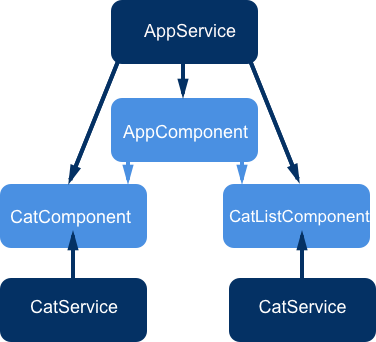 AppService
AppComponent
CatComponent
CatListComponent
CatService
CatService